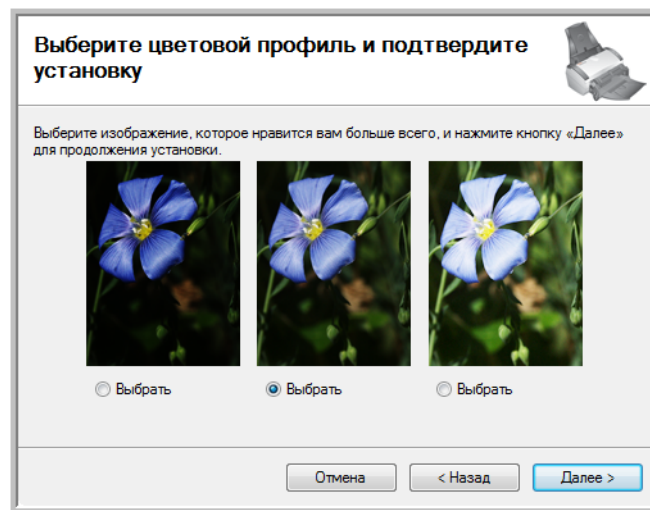 Выберите цветовой профиль и подтвердите
установку
Выберите изображение, которое нравится вам больше всего, и нажмите кнопку «Далее»
для продолжения установки.
Выбрать Выбрать Выбрать
Отмена < Назад Далее >